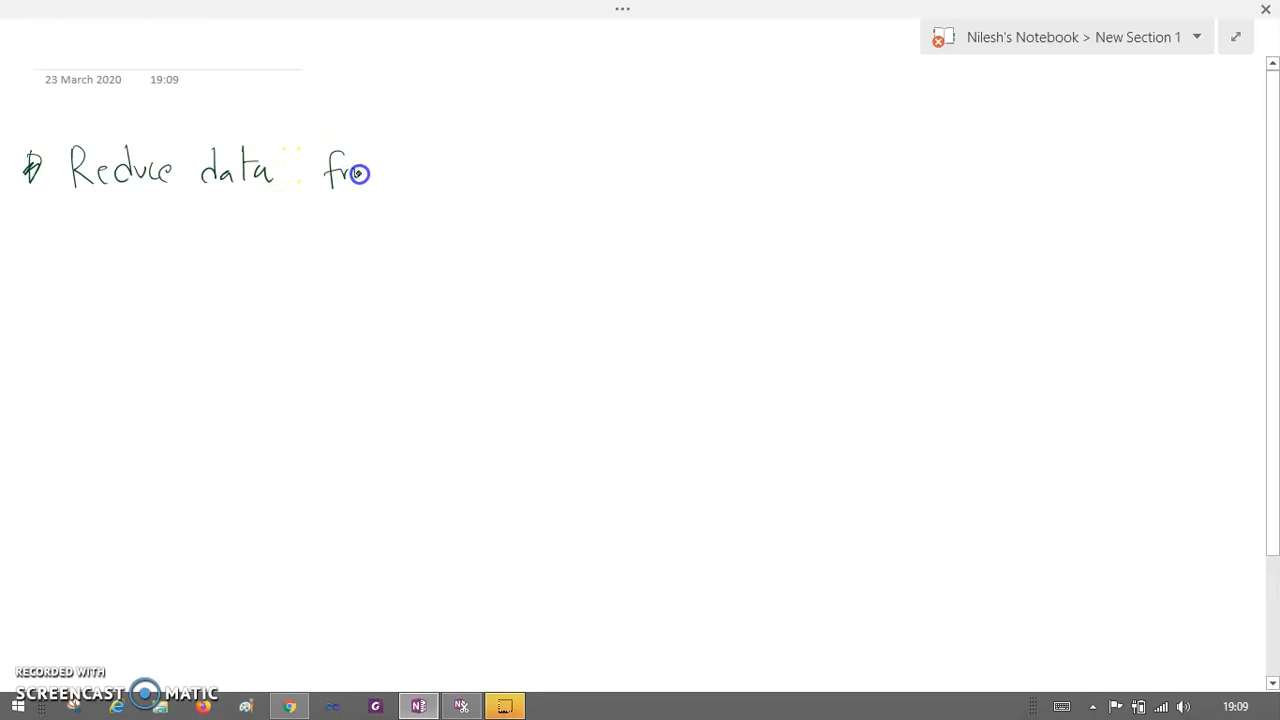 Nilesh's Notebook > New Section 1
23 March 2020 19:09
Reduce data fro
RECORDED WITH
SCREENCAST MATIC
19:09